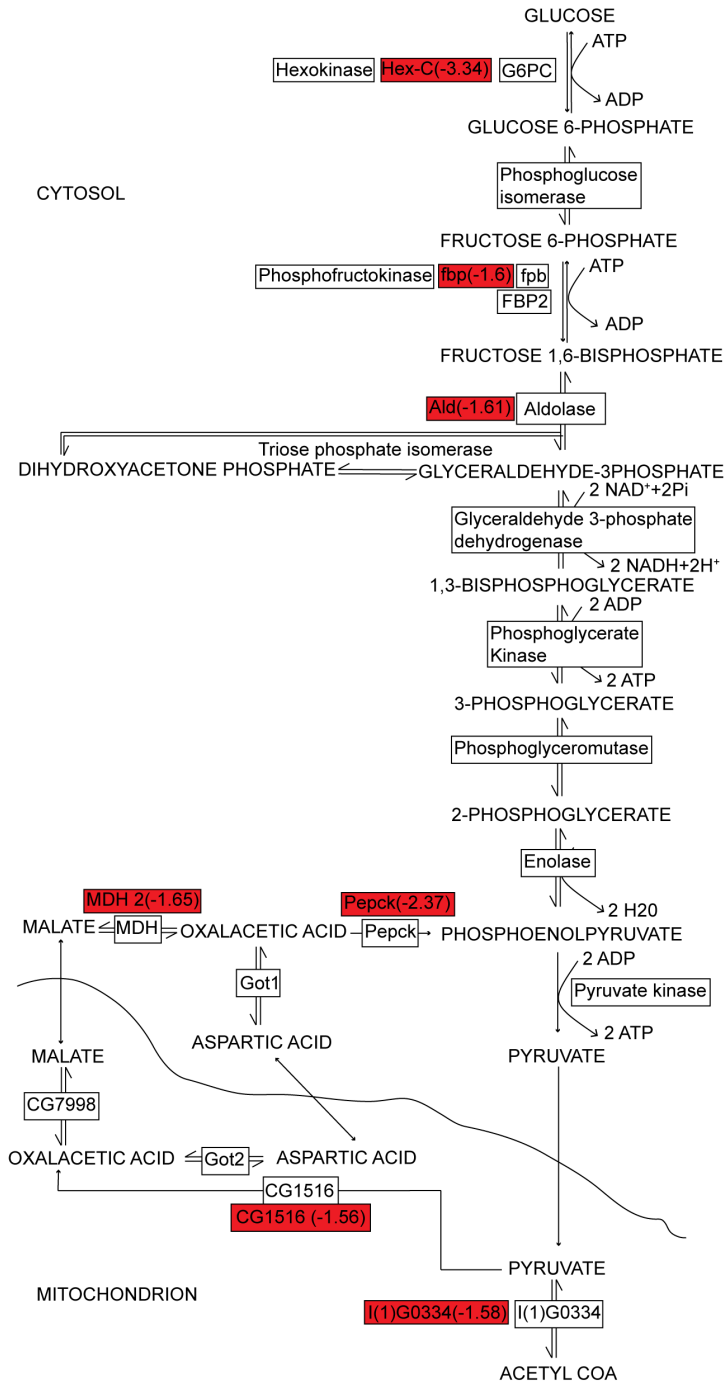 GLUCOSE
ATP
Hexokinase
Hex-C(-3.34)
G6PC
ADP
GLUCOSE 6-PHOSPHATE
CYTOSOL
Phosphoglucose
isomerase
FRUCTOSE 6-PHOSPHATE
ATP
Phosphofructokinase
fbp(-1.6)
fpb
FBP2
ADP
FRUCTOSE 1,6-BISPHOSPHATE
Ald(-1.61)
Aldolase
Triose phosphate isomerase
DIHYDROXYACETONE PHOSPHATE
GLYCERALDEHYDE-3PHOSPHATE
2 NAD⁺+2Pi
Glyceraldehyde 3-phosphate
dehydrogenase
2 NADH+2H⁺
1,3-BISPHOSPHOGLYCERATE
2 ADP
Phosphoglycerate
Kinase
2 ATP
3-PHOSPHOGLYCERATE
Phosphoglyceromutase
2-PHOSPHOGLYCERATE
Enolase
2 H20
MDH 2(-1.65)
Pepck(-2.37)
MALATE
MDH
OXALACETIC ACID
Pepck
PHOSPHOENOLPYRUVATE
2 ADP
Got1
Pyruvate kinase
2 ATP
ASPARTIC ACID
MALATE
PYRUVATE
CG7998
OXALACETIC ACID
Got2
ASPARTIC ACID
CG1516
CG1516 (-1.56)
PYRUVATE
MITOCHONDRION
I(1)G0334(-1.58)
I(1)G0334
ACETYL COA